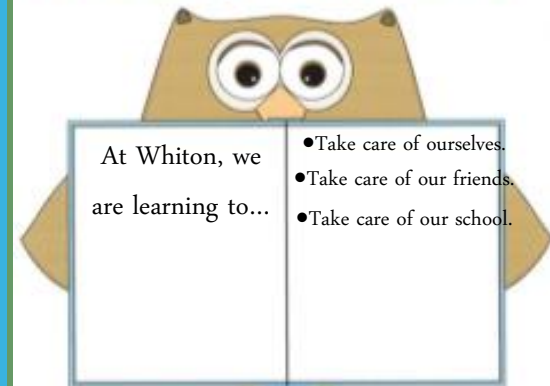 At Whiton, we
are learning to...
●Take care of ourselves.
●Take care of our friends.
●Take care of our school.